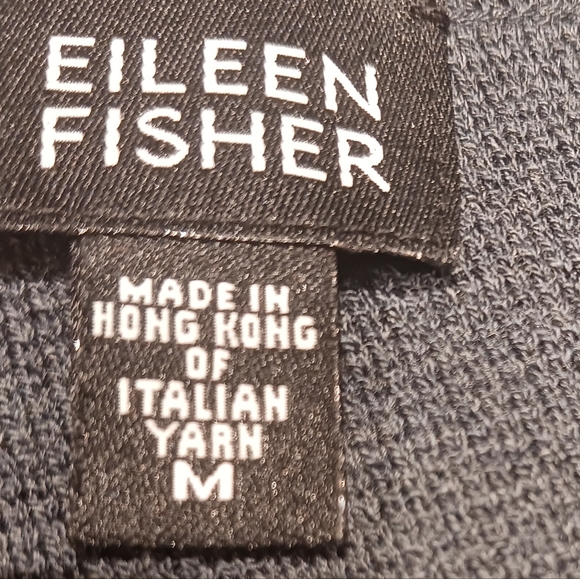 EILEEN
FISHER
MADE IN
HONG KONG
OF
ITALIAN
YARN
M